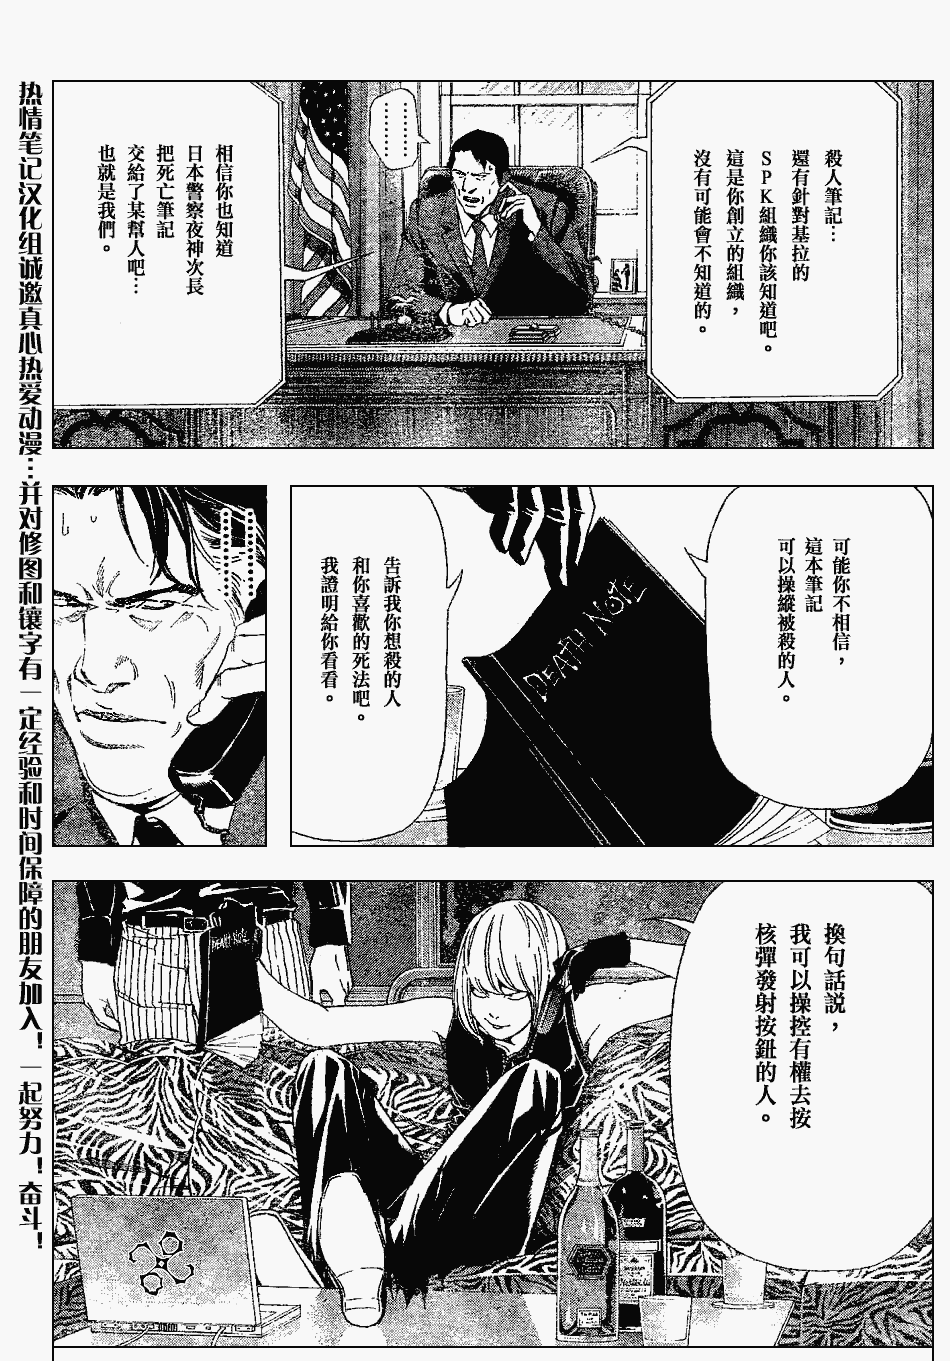 热情笔记汉化组诚邀真心热爱动漫…并对修图和镶字有一定经验和时间保障的朋友加入！一起努力！奋斗！
殺人筆記…
還有針對基拉的
SPK組織你該知道吧。
這是你創立的組織，
沒有可能會不知道的。
…………
相信你也知道
日本警察夜神次長
把死亡筆記
交給了某幫人吧…
也就是我們。
可能你不相信，
這本筆記
可以操縱被殺的人。
DEATH NOTE
告訴我你想殺的人
和你喜歡的死法吧。
我證明給你看看。
…………
換句話説，
我可以操控有權去按
核彈發射按鈕的人。
DEATH NOTE